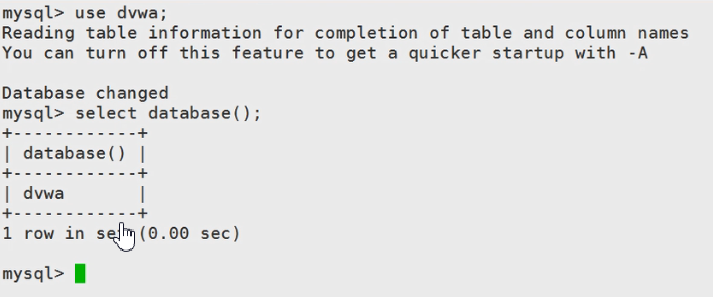 mysql> use dvwa;
Reading table information for completion of table and column names
You can turn off this feature to get a quicker startup with -A
Database changed
mysql> select database();
+------------+
| database() |
+------------+
| dvwa       |
+------------+
1 row in set (0.00 sec)
mysql>